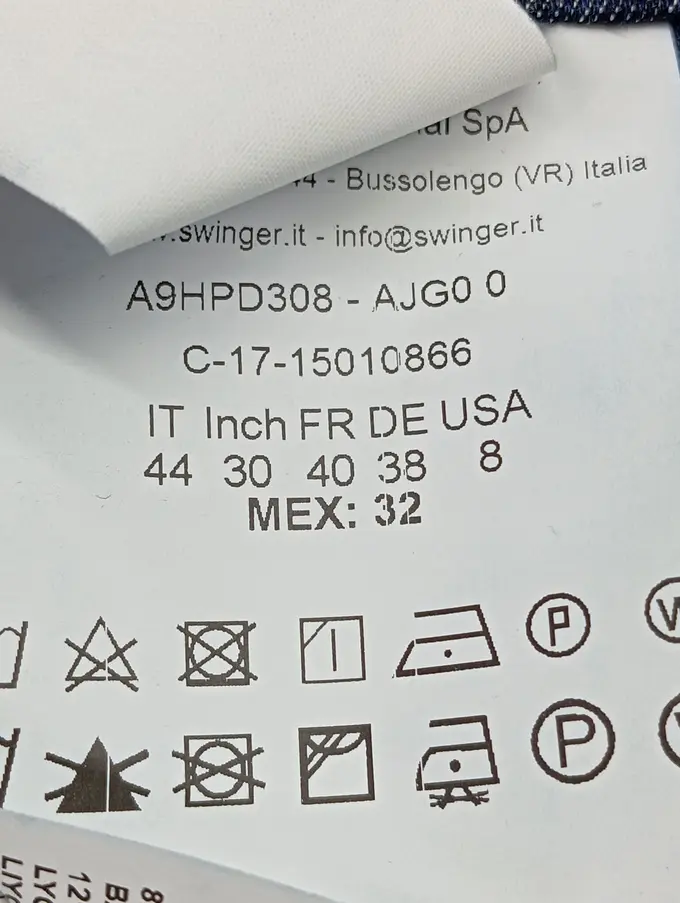 SpA
- Bussolengo (VR) Italia
swinger.it - info@swinger.it
A9HPD308 - AJG0 0
C-17-15010866
IT Inch FR DE USA
44 30 40 38 8
MEX: 32
P
P